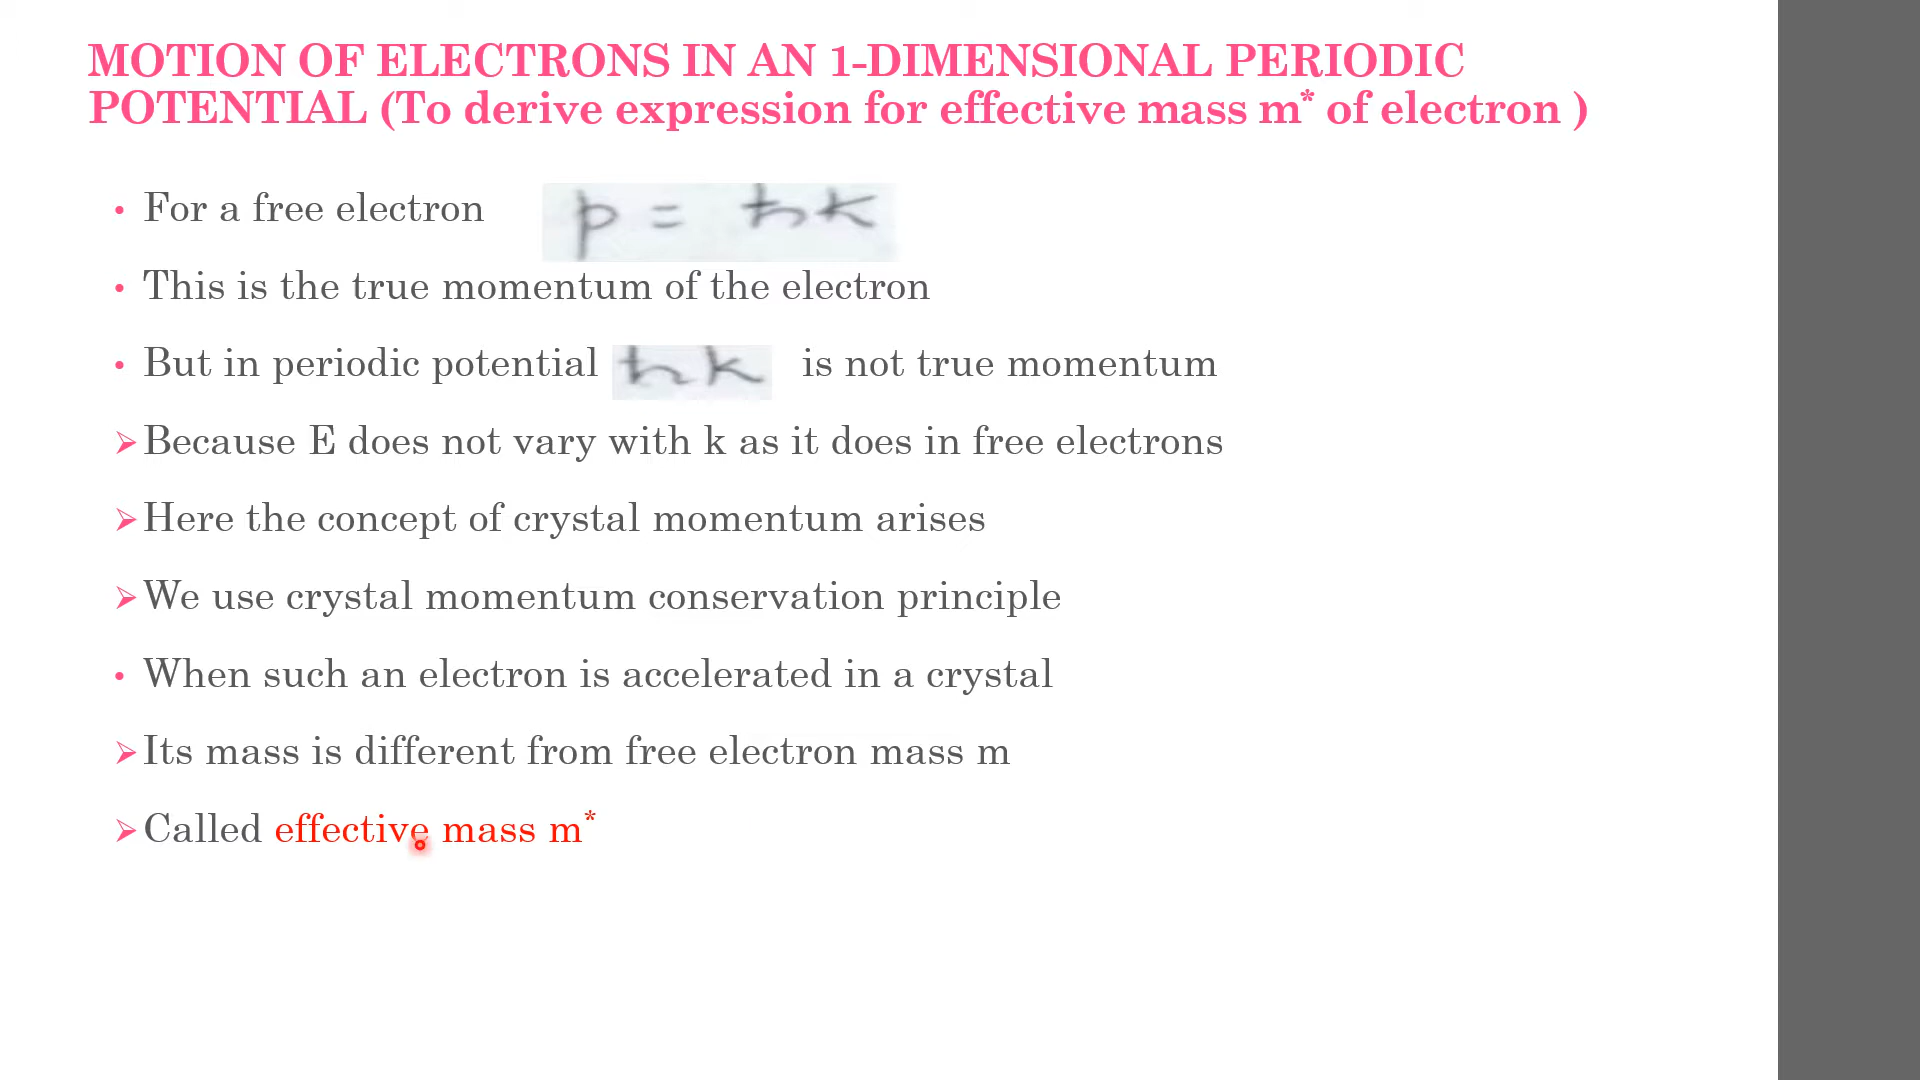 MOTION OF ELECTRONS IN AN 1-DIMENSIONAL PERIODIC
POTENTIAL (To derive expression for effective mass m* of electron )
• For a free electron p = ħk
• This is the true momentum of the electron
• But in periodic potential ħk is not true momentum
➢ Because E does not vary with k as it does in free electrons
➢ Here the concept of crystal momentum arises
➢ We use crystal momentum conservation principle
• When such an electron is accelerated in a crystal
➢ Its mass is different from free electron mass m
➢ Called effective mass m*